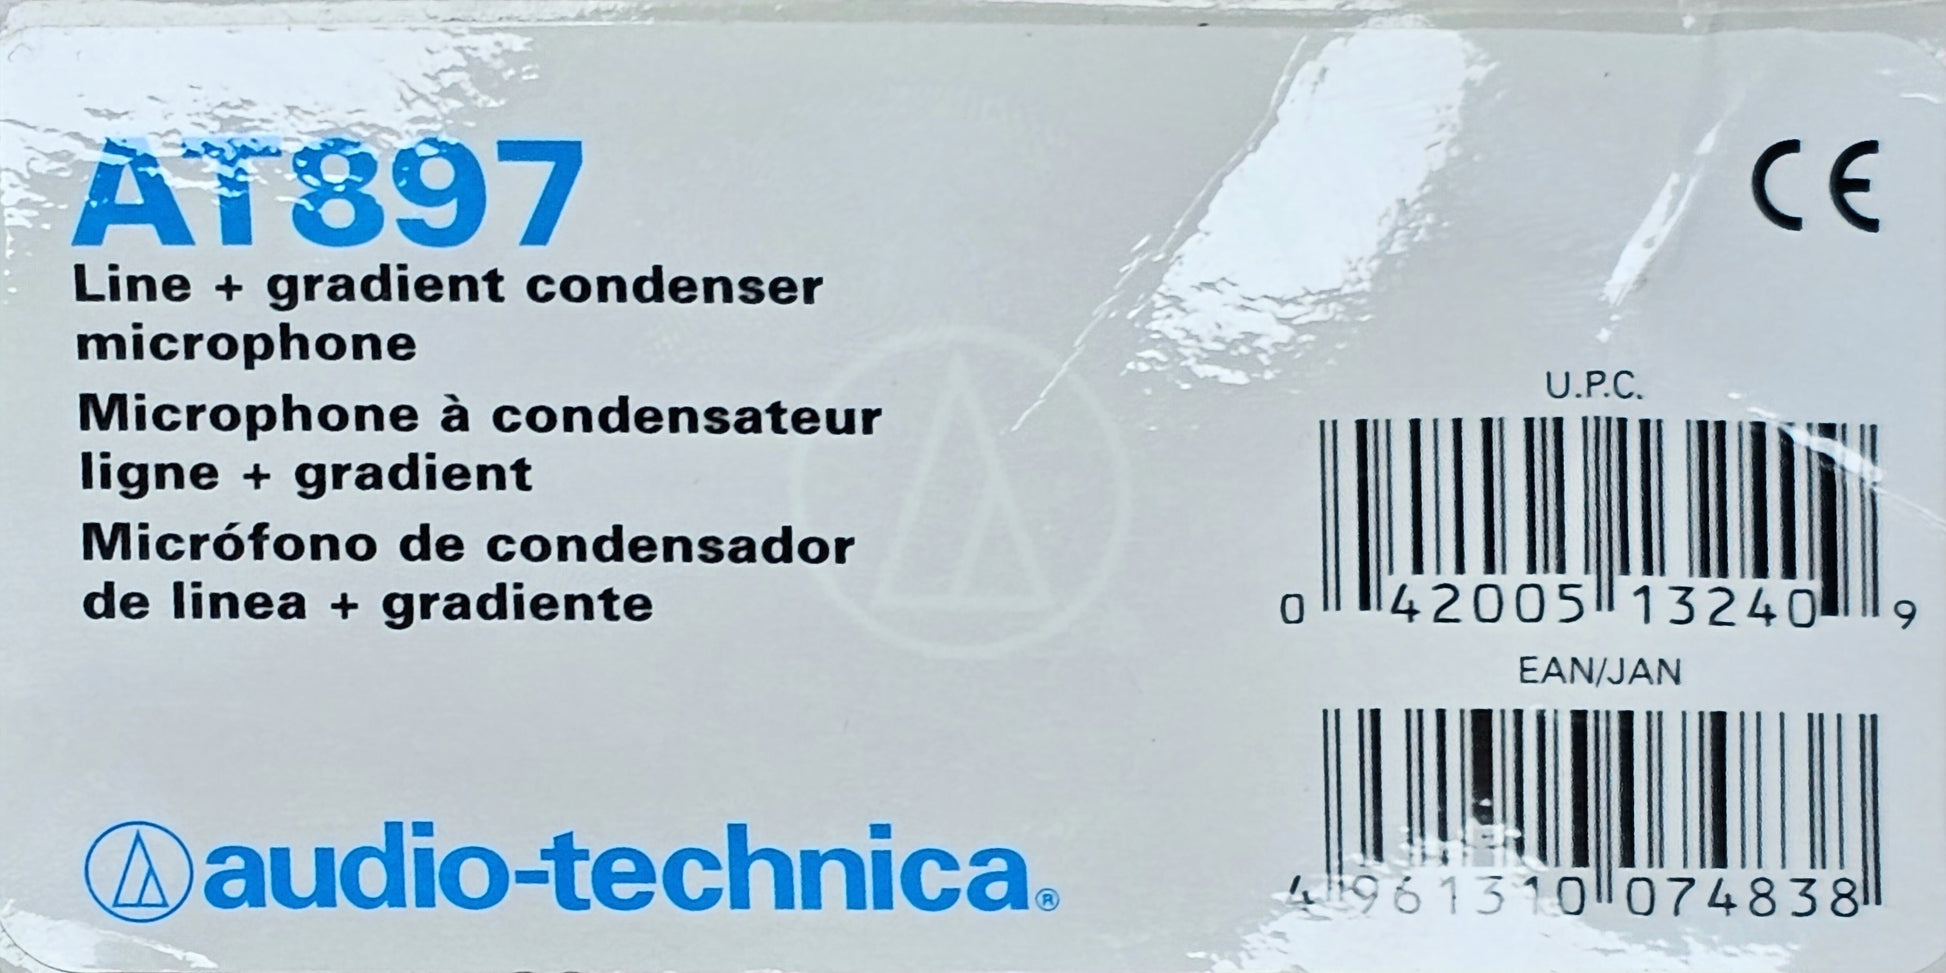 AT897
Line + gradient condenser
microphone
Microphone à condensateur
ligne + gradient
Micrófono de condensador
de linea + gradiente
audio-technica®
CE
U.P.C.
0 42005 13240 9
EAN/JAN
4 961310 074838